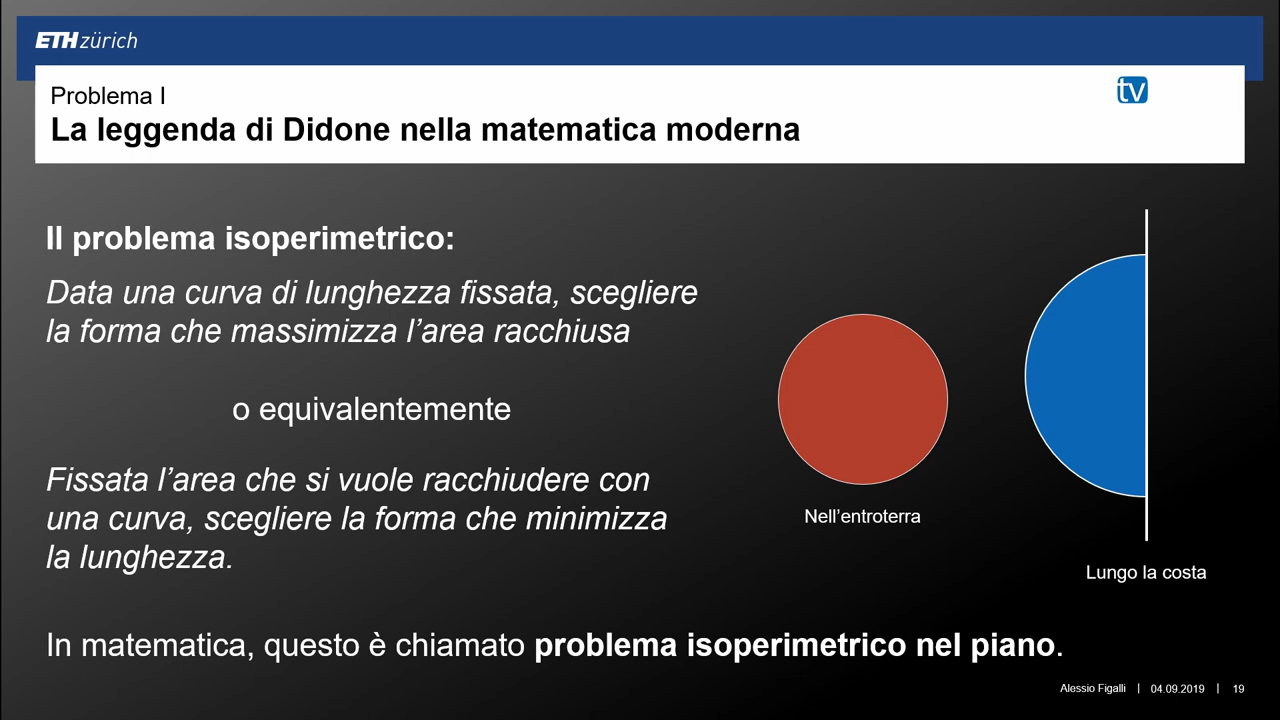 ETH zürich
Problema I
tv
La leggenda di Didone nella matematica moderna
Il problema isoperimetrico:
Data una curva di lunghezza fissata, scegliere
la forma che massimizza l’area racchiusa
o equivalentemente
Fissata l’area che si vuole racchiudere con
una curva, scegliere la forma che minimizza
la lunghezza.
Nell’entroterra
Lungo la costa
In matematica, questo è chiamato problema isoperimetrico nel piano.
Alessio Figalli | 04.09.2019 | 19